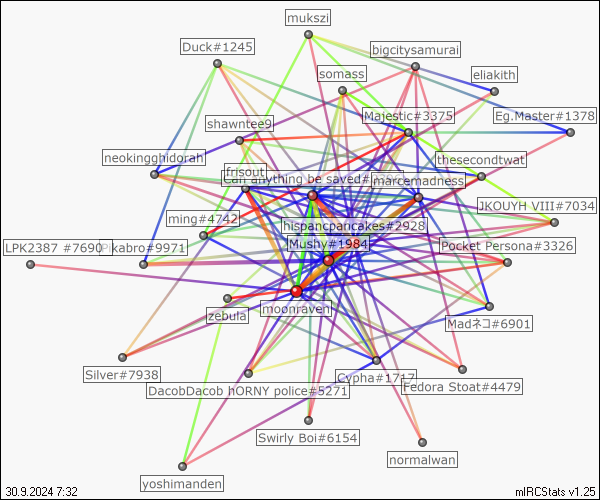 mukszi
Duck#1245
bigcitysamurai
somass
eliakith
Majestic#3375
Eg.Master#1378
shawntee9
neokingghidorah
thesecondtwat
frisout
Can anything be saved#
marcemadness
JKOUYH VIII#7034
ming#4742
hispancpancakes#2928
LPK2387 #7690
kabro#9971
Mushy#1984
Pocket Persona#3326
zebula
moonraven
Madネコ#6901
Silver#7938
DacobDacob hORNY police#5271
Cypha#1717
Fedora Stoat#4479
Swirly Boi#6154
normalwan
yoshimanden
30.9.2024 7:32
mIRCStats v1.25